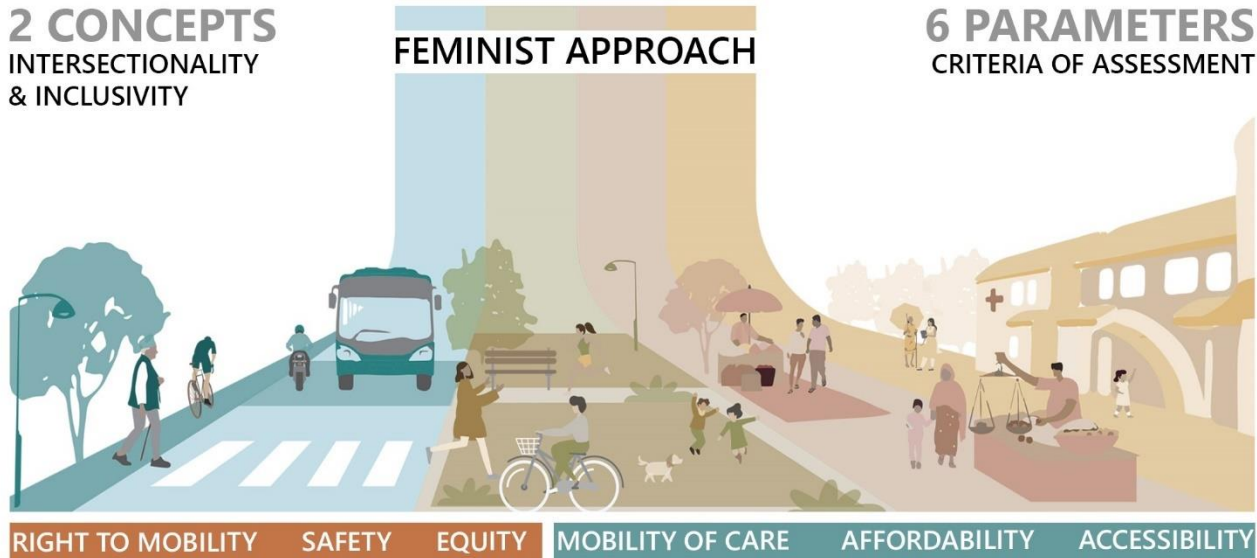 2 CONCEPTS
INTERSECTIONALITY
& INCLUSIVITY
FEMINIST APPROACH
6 PARAMETERS
CRITERIA OF ASSESSMENT
RIGHT TO MOBILITY SAFETY EQUITY MOBILITY OF CARE AFFORDABILITY ACCESSIBILITY